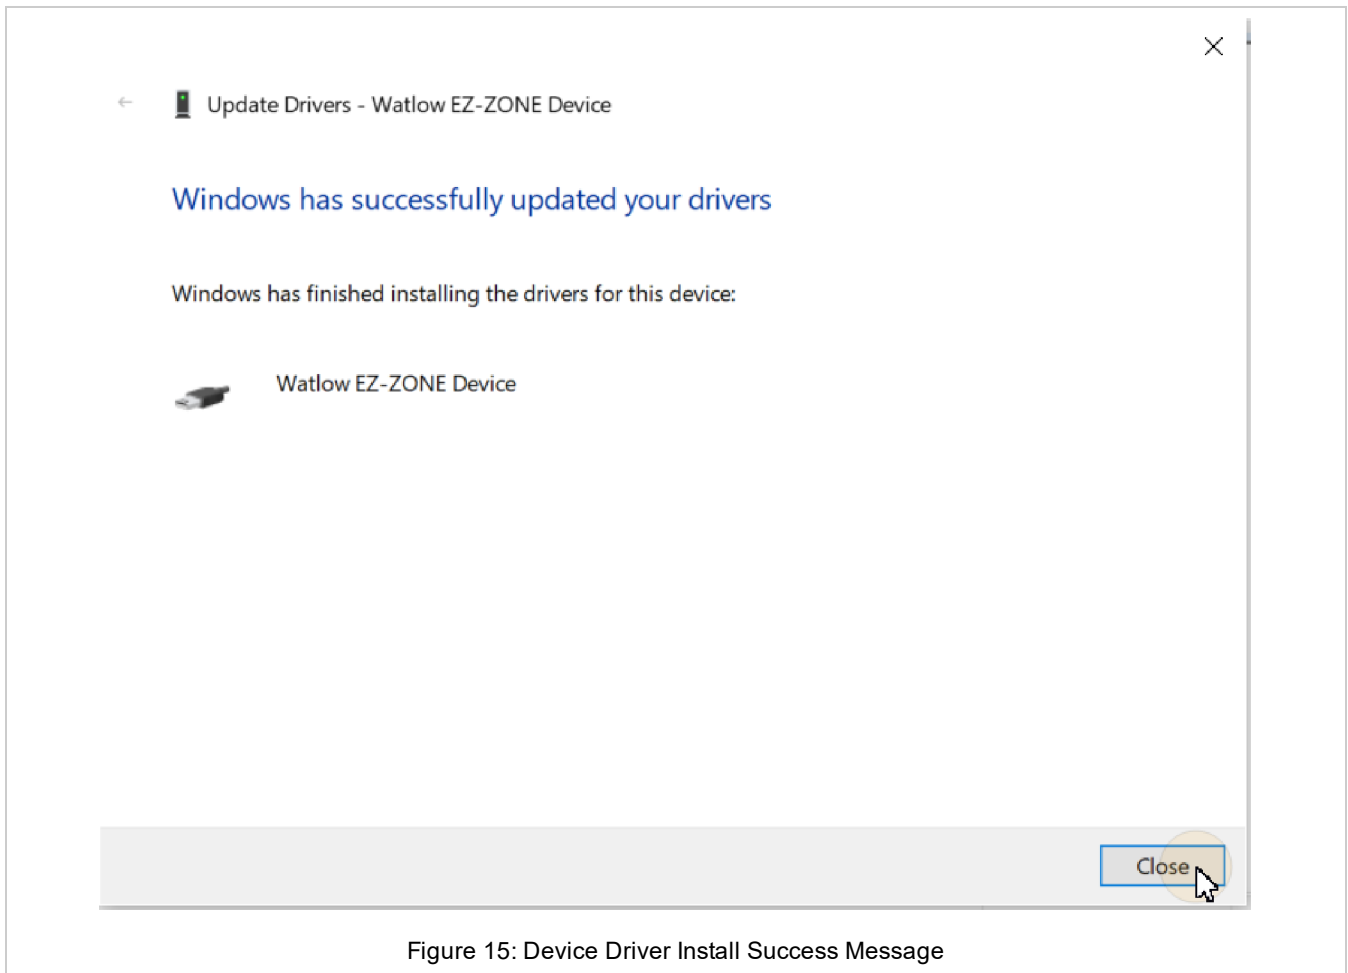 Update Drivers - Watlow EZ-ZONE Device
Windows has successfully updated your drivers
Windows has finished installing the drivers for this device:
Watlow EZ-ZONE Device
Close
Figure 15: Device Driver Install Success Message